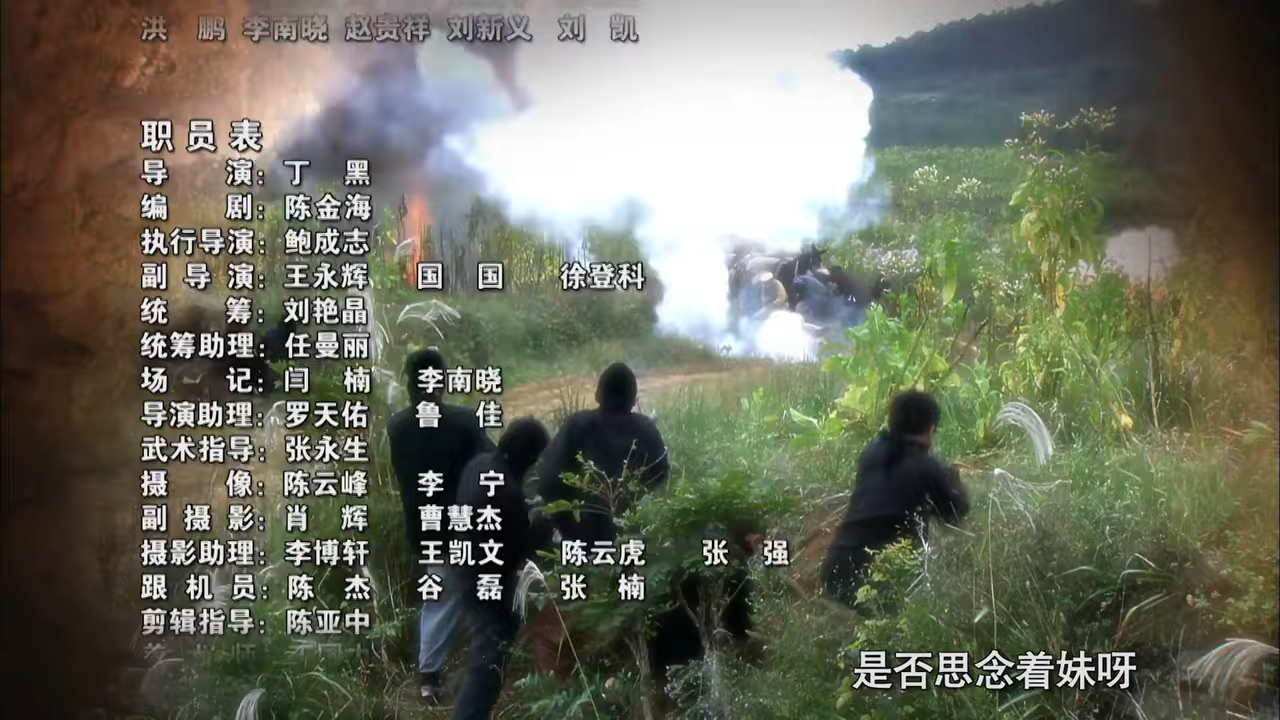 洪 鹏 李南晓 赵贵祥 刘新义 刘 凯
职员表
导 演：丁 黑
编 剧：陈金海
执行导演：鲍成志
副 导 演：王永辉 国 国 徐登科
统 筹：刘艳晶
统筹助理：任曼丽
场 记：闫 楠 李南晓
导演助理：罗天佑 鲁 佳
武术指导：张永生
摄 像：陈云峰 李 宁
副 摄 影：肖 辉 曹慧杰
摄影助理：李博轩 王凯文 陈云虎 张 强
跟 机 员：陈 杰 谷 磊 张 楠
剪辑指导：陈亚中
是否思念着妹呀